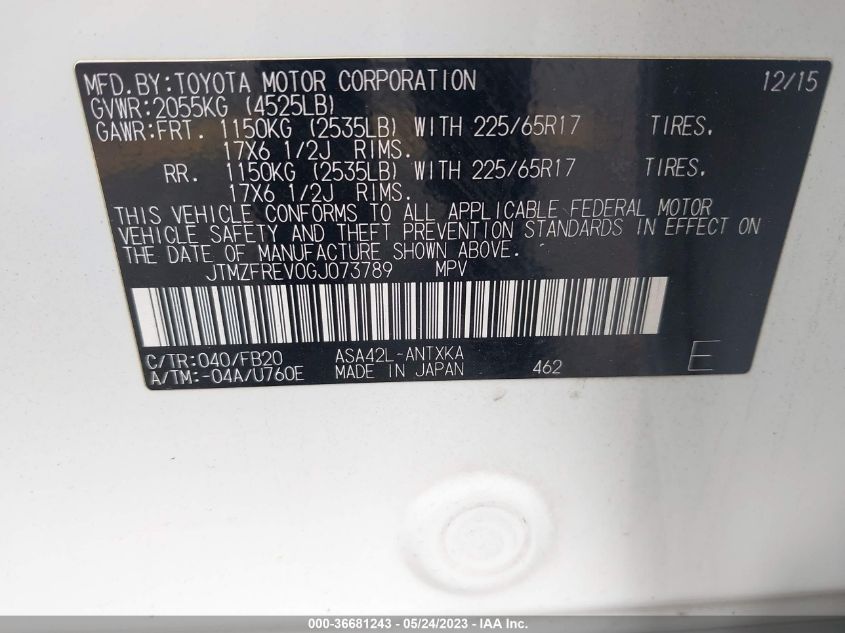 MFD.BY:TOYOTA MOTOR CORPORATION 12/15
GVWR:2055KG (4525LB)
GAWR:FRT. 1150KG (2535LB) WITH 225/65R17 TIRES.
17X6 1/2J RIMS.
RR. 1150KG (2535LB) WITH 225/65R17 TIRES.
17X6 1/2J RIMS.
THIS VEHICLE CONFORMS TO ALL APPLICABLE FEDERAL MOTOR
VEHICLE SAFETY AND THEFT PREVENTION STANDARDS IN EFFECT ON
THE DATE OF MANUFACTURE SHOWN ABOVE.
JTMZFREV0GJ073789 MPV
C/TR:040/FB20 ASA42L-ANTXKA
A/TM:-04A/U760E MADE IN JAPAN 462 E
000-36681243 - 05/24/2023 - IAA Inc.